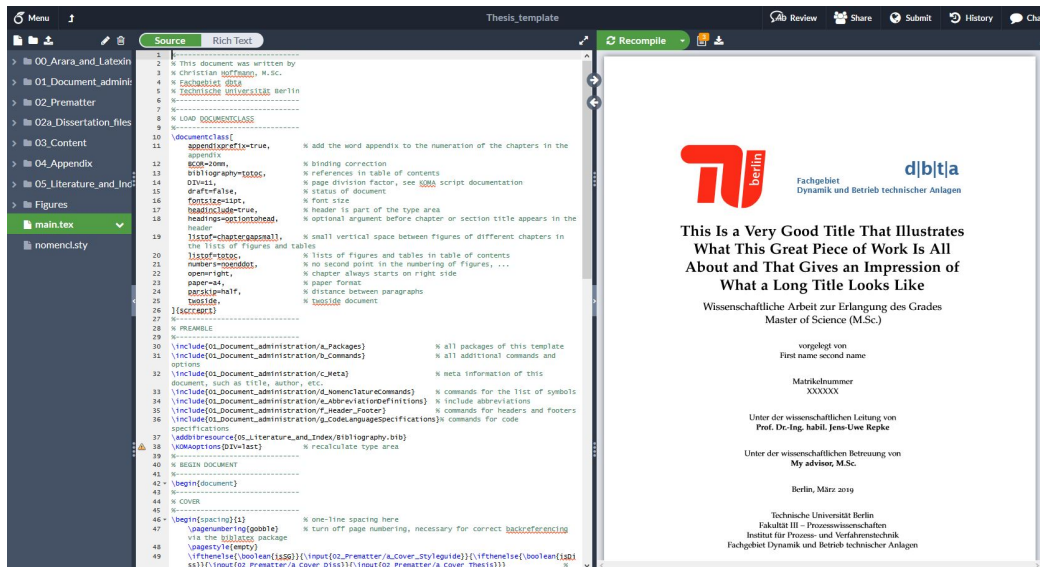 Menu
Thesis_template
Review
Share
Submit
History
Cha
Source
Rich Text
Recompile
00_Arara_and_Latexin
01_Document_adminis
02_Prematter
02a_Dissertation_files
03_Content
04_Appendix
05_Literature_and_Ind
Figures
main.tex
nomencl.sty
1 %------------------------------
2 % This document was written by
3 % Christian Hoffmann, M.Sc.
4 % Fachgebiet dbta
5 % Technische Universität Berlin
6 %------------------------------
7 %------------------------------
8 % LOAD DOCUMENTCLASS
9 %------------------------------
10 \documentclass[
11 appendixprefix=true, % add the word appendix to the numeration of the chapters in the
appendix
12 BCOR=20mm, % binding correction
13 bibliography=totoc, % references in table of contents
14 DIV=11, % page division factor, see KOMA script documentation
15 draft=false, % status of document
16 fontsize=11pt, % font size
17 headinclude=true, % header is part of the type area
18 headings=optiontohead, % optional argument before chapter or section title appears in the
header
19 listof=chaptergapsmall, % small vertical space between figures of different chapters in
the lists of figures and tables
20 listof=totoc, % lists of figures and tables in table of contents
21 numbers=noenddot, % no second point in the numbering of figures, ...
22 open=right, % chapter always starts on right side
23 paper=a4, % paper format
24 parskip=half, % distance between paragraphs
25 twoside, % twoside document
26 ]{scrreprt}
27 %------------------------------
28 % PREAMBLE
29 %------------------------------
30 \include{01_Document_administration/a_Packages} % all packages of this template
31 \include{01_Document_administration/b_Commands} % all additional commands and
options
32 \include{01_Document_administration/c_Meta} % meta information of this
document, such as title, author, etc.
33 \include{01_Document_administration/d_NomenclatureCommands} % commands for the list of symbols
34 \include{01_Document_administration/e_AbbreviationDefinitions} % include abbreviations
35 \include{01_Document_administration/f_Header_Footer} % commands for headers and footers
36 \include{01_Document_administration/g_CodeLanguageSpecifications}% commands for code
specifications
37 \addbibresource{05_Literature_and_Index/Bibliography.bib}
38 \KOMAoptions{DIV=last} % recalculate type area
39 %------------------------------
40 % BEGIN DOCUMENT
41 %------------------------------
42 \begin{document}
43 %------------------------------
44 % COVER
45 %------------------------------
46 \begin{spacing}{1} % one-line spacing here
47 \pagenumbering{gobble} % turn off page numbering, necessary for correct backreferencing
via the biblatex package
48 \pagestyle{empty}
49 \ifthenelse{\boolean{isSG}}{\input{02_Prematter/a_Cover_Styleguide}}{\ifthenelse{\boolean{isDi
ss}}{\input{02_Prematter/a_Cover_Diss}}{\input{02_Prematter/a_Cover_Thesis}}} %
berlin
d|b|t|a
Fachgebiet
Dynamik und Betrieb technischer Anlagen
This Is a Very Good Title That Illustrates
What This Great Piece of Work Is All
About and That Gives an Impression of
What a Long Title Looks Like
Wissenschaftliche Arbeit zur Erlangung des Grades
Master of Science (M.Sc.)
vorgelegt von
First name second name
Matrikelnummer
XXXXXX
Unter der wissenschaftlichen Leitung von
Prof. Dr.-Ing. habil. Jens-Uwe Repke
Unter der wissenschaftlichen Betreuung von
My advisor, M.Sc.
Berlin, März 2019
Technische Universität Berlin
Fakultät III – Prozesswissenschaften
Institut für Prozess- und Verfahrenstechnik
Fachgebiet Dynamik und Betrieb technischer Anlagen